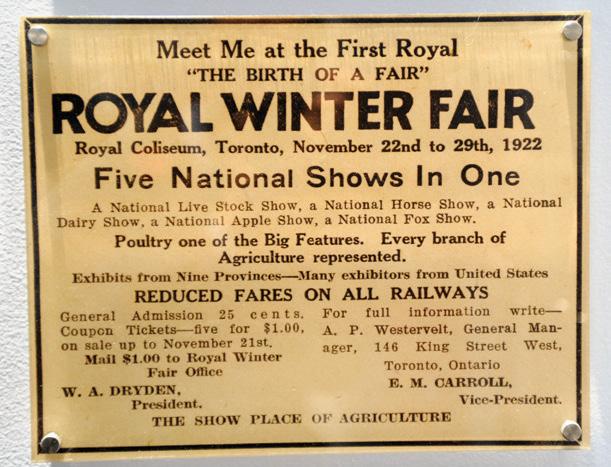 Meet Me at the First Royal
"THE BIRTH OF A FAIR"
ROYAL WINTER FAIR
Royal Coliseum, Toronto, November 22nd to 29th, 1922
Five National Shows In One
A National Live Stock Show, a National Horse Show, a National
Dairy Show, a National Apple Show, a National Fox Show.
Poultry one of the Big Features. Every branch of
Agriculture represented.
Exhibits from Nine Provinces—Many exhibitors from United States
REDUCED FARES ON ALL RAILWAYS
General Admission 25 cents.
Coupon Tickets—five for $1.00,
on sale up to November 21st.
Mail $1.00 to Royal Winter
Fair Office
W. A. DRYDEN,
President.
For full information write—
A. P. Westervelt, General Man-
ager, 146 King Street West,
Toronto, Ontario
E. M. CARROLL,
Vice-President.
THE SHOW PLACE OF AGRICULTURE